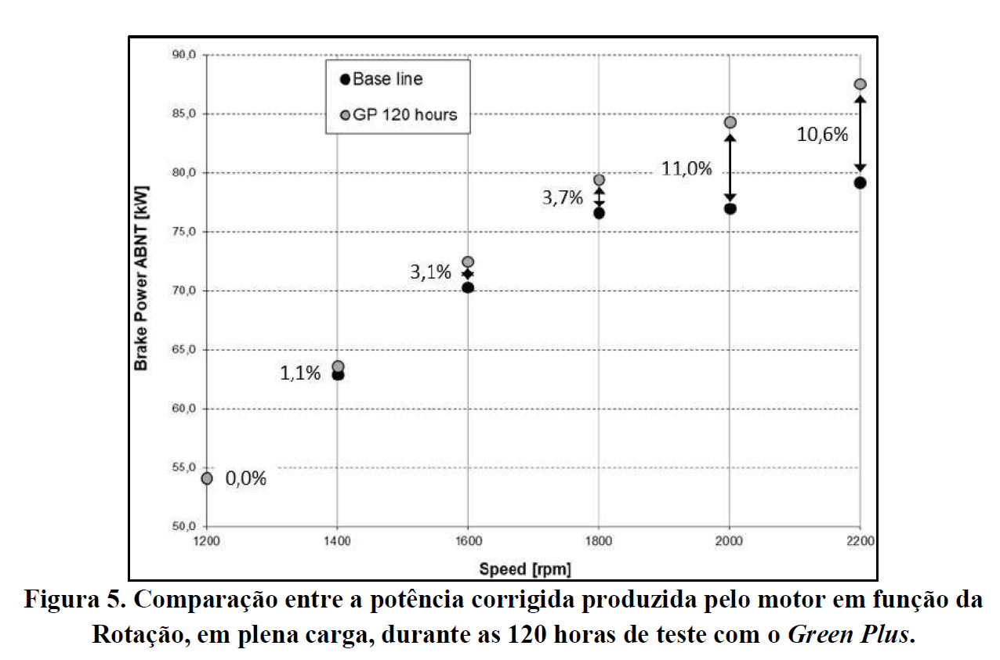 90,0
Base line
GP 120 hours
85,0
10,6%
80,0
11,0%
3,7%
75,0
3,1%
70,0
65,0
1,1%
60,0
55,0
0,0%
50,0
1200 1400 1600 1800 2000 2200
Brake Power ABNT [kW]
Speed [rpm]
Figura 5. Comparação entre a potência corrigida produzida pelo motor em função da
Rotação, em plena carga, durante as 120 horas de teste com o Green Plus.